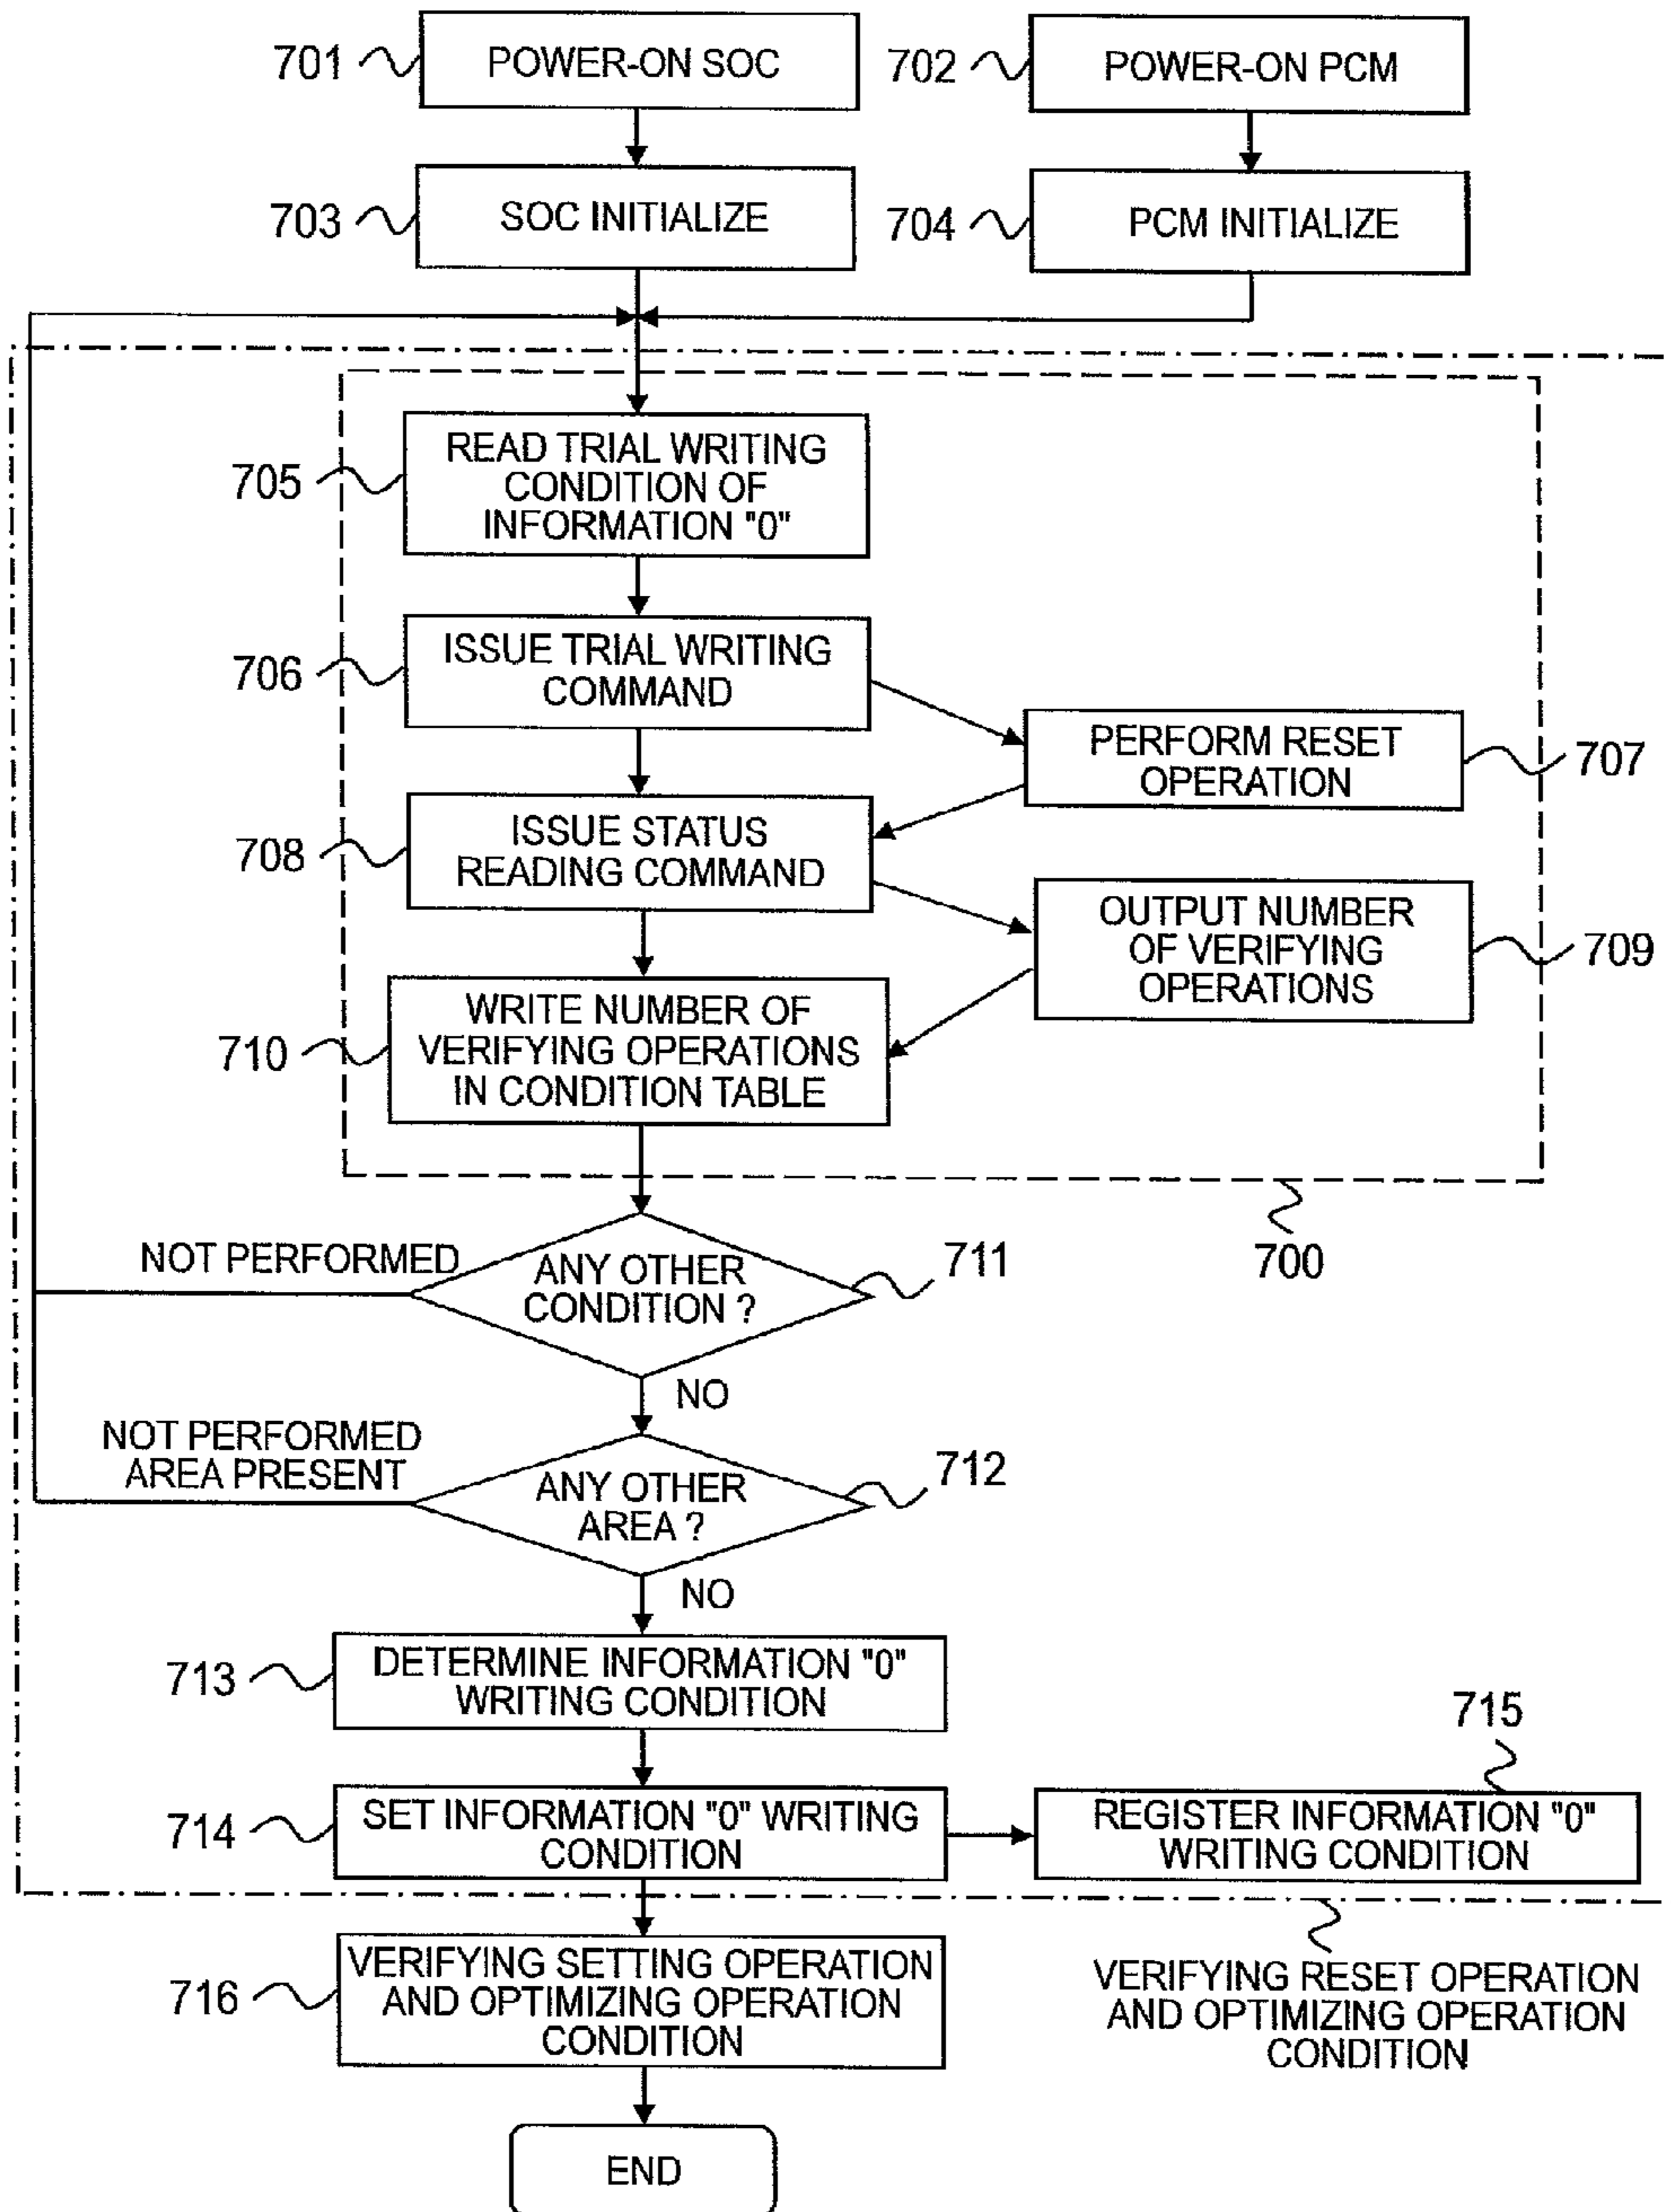 701
POWER-ON SOC
702
POWER-ON PCM
703
SOC INITIALIZE
704
PCM INITIALIZE
705
READ TRIAL WRITING
CONDITION OF
INFORMATION "0"
706
ISSUE TRIAL WRITING
COMMAND
PERFORM RESET
OPERATION
707
708
ISSUE STATUS
READING COMMAND
OUTPUT NUMBER
OF VERIFYING
OPERATIONS
709
710
WRITE NUMBER OF
VERIFYING OPERATIONS
IN CONDITION TABLE
700
NOT PERFORMED
ANY OTHER
CONDITION ?
711
NO
NOT PERFORMED
AREA PRESENT
ANY OTHER
AREA ?
712
NO
713
DETERMINE INFORMATION "0"
WRITING CONDITION
715
714
SET INFORMATION "0" WRITING
CONDITION
REGISTER INFORMATION "0"
WRITING CONDITION
716
VERIFYING SETTING OPERATION
AND OPTIMIZING OPERATION
CONDITION
VERIFYING RESET OPERATION
AND OPTIMIZING OPERATION
CONDITION
END